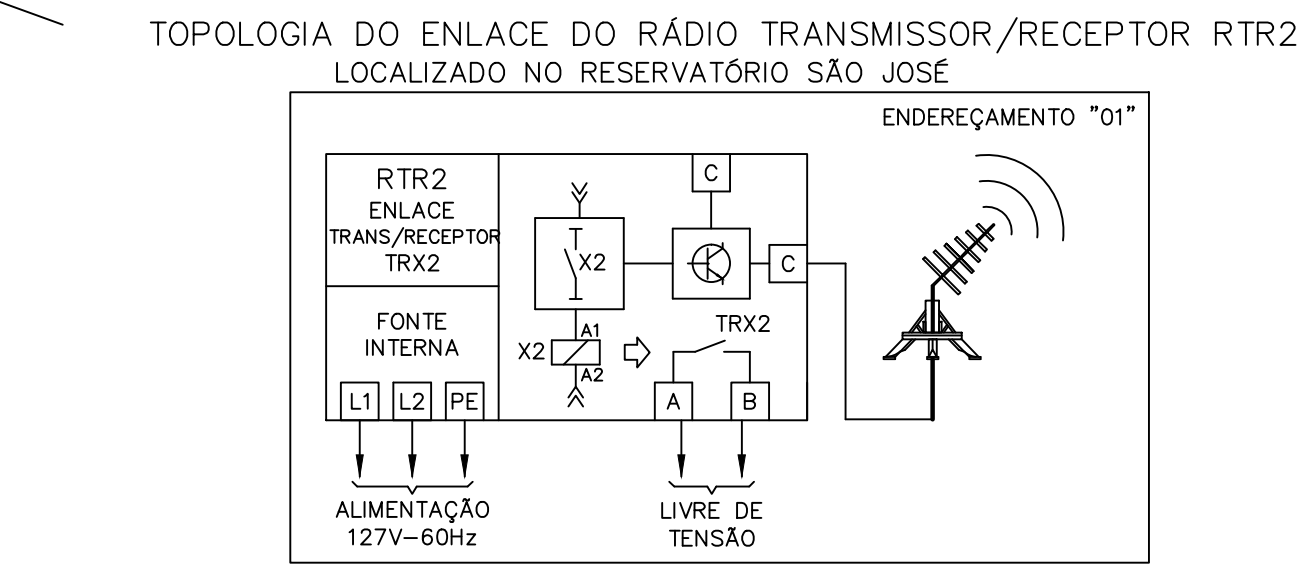 TOPOLOGIA DO ENLACE DO RÁDIO TRANSMISSOR/RECEPTOR RTR2
LOCALIZADO NO RESERVATÓRIO SÃO JOSÉ
ENDEREÇAMENTO "01"
RTR2
ENLACE
TRANS/RECEPTOR
TRX2
FONTE
INTERNA
L1 L2 PE
ALIMENTAÇÃO
127V-60Hz
C
X2
C
A1
X2
A2
TRX2
A B
LIVRE DE
TENSÃO